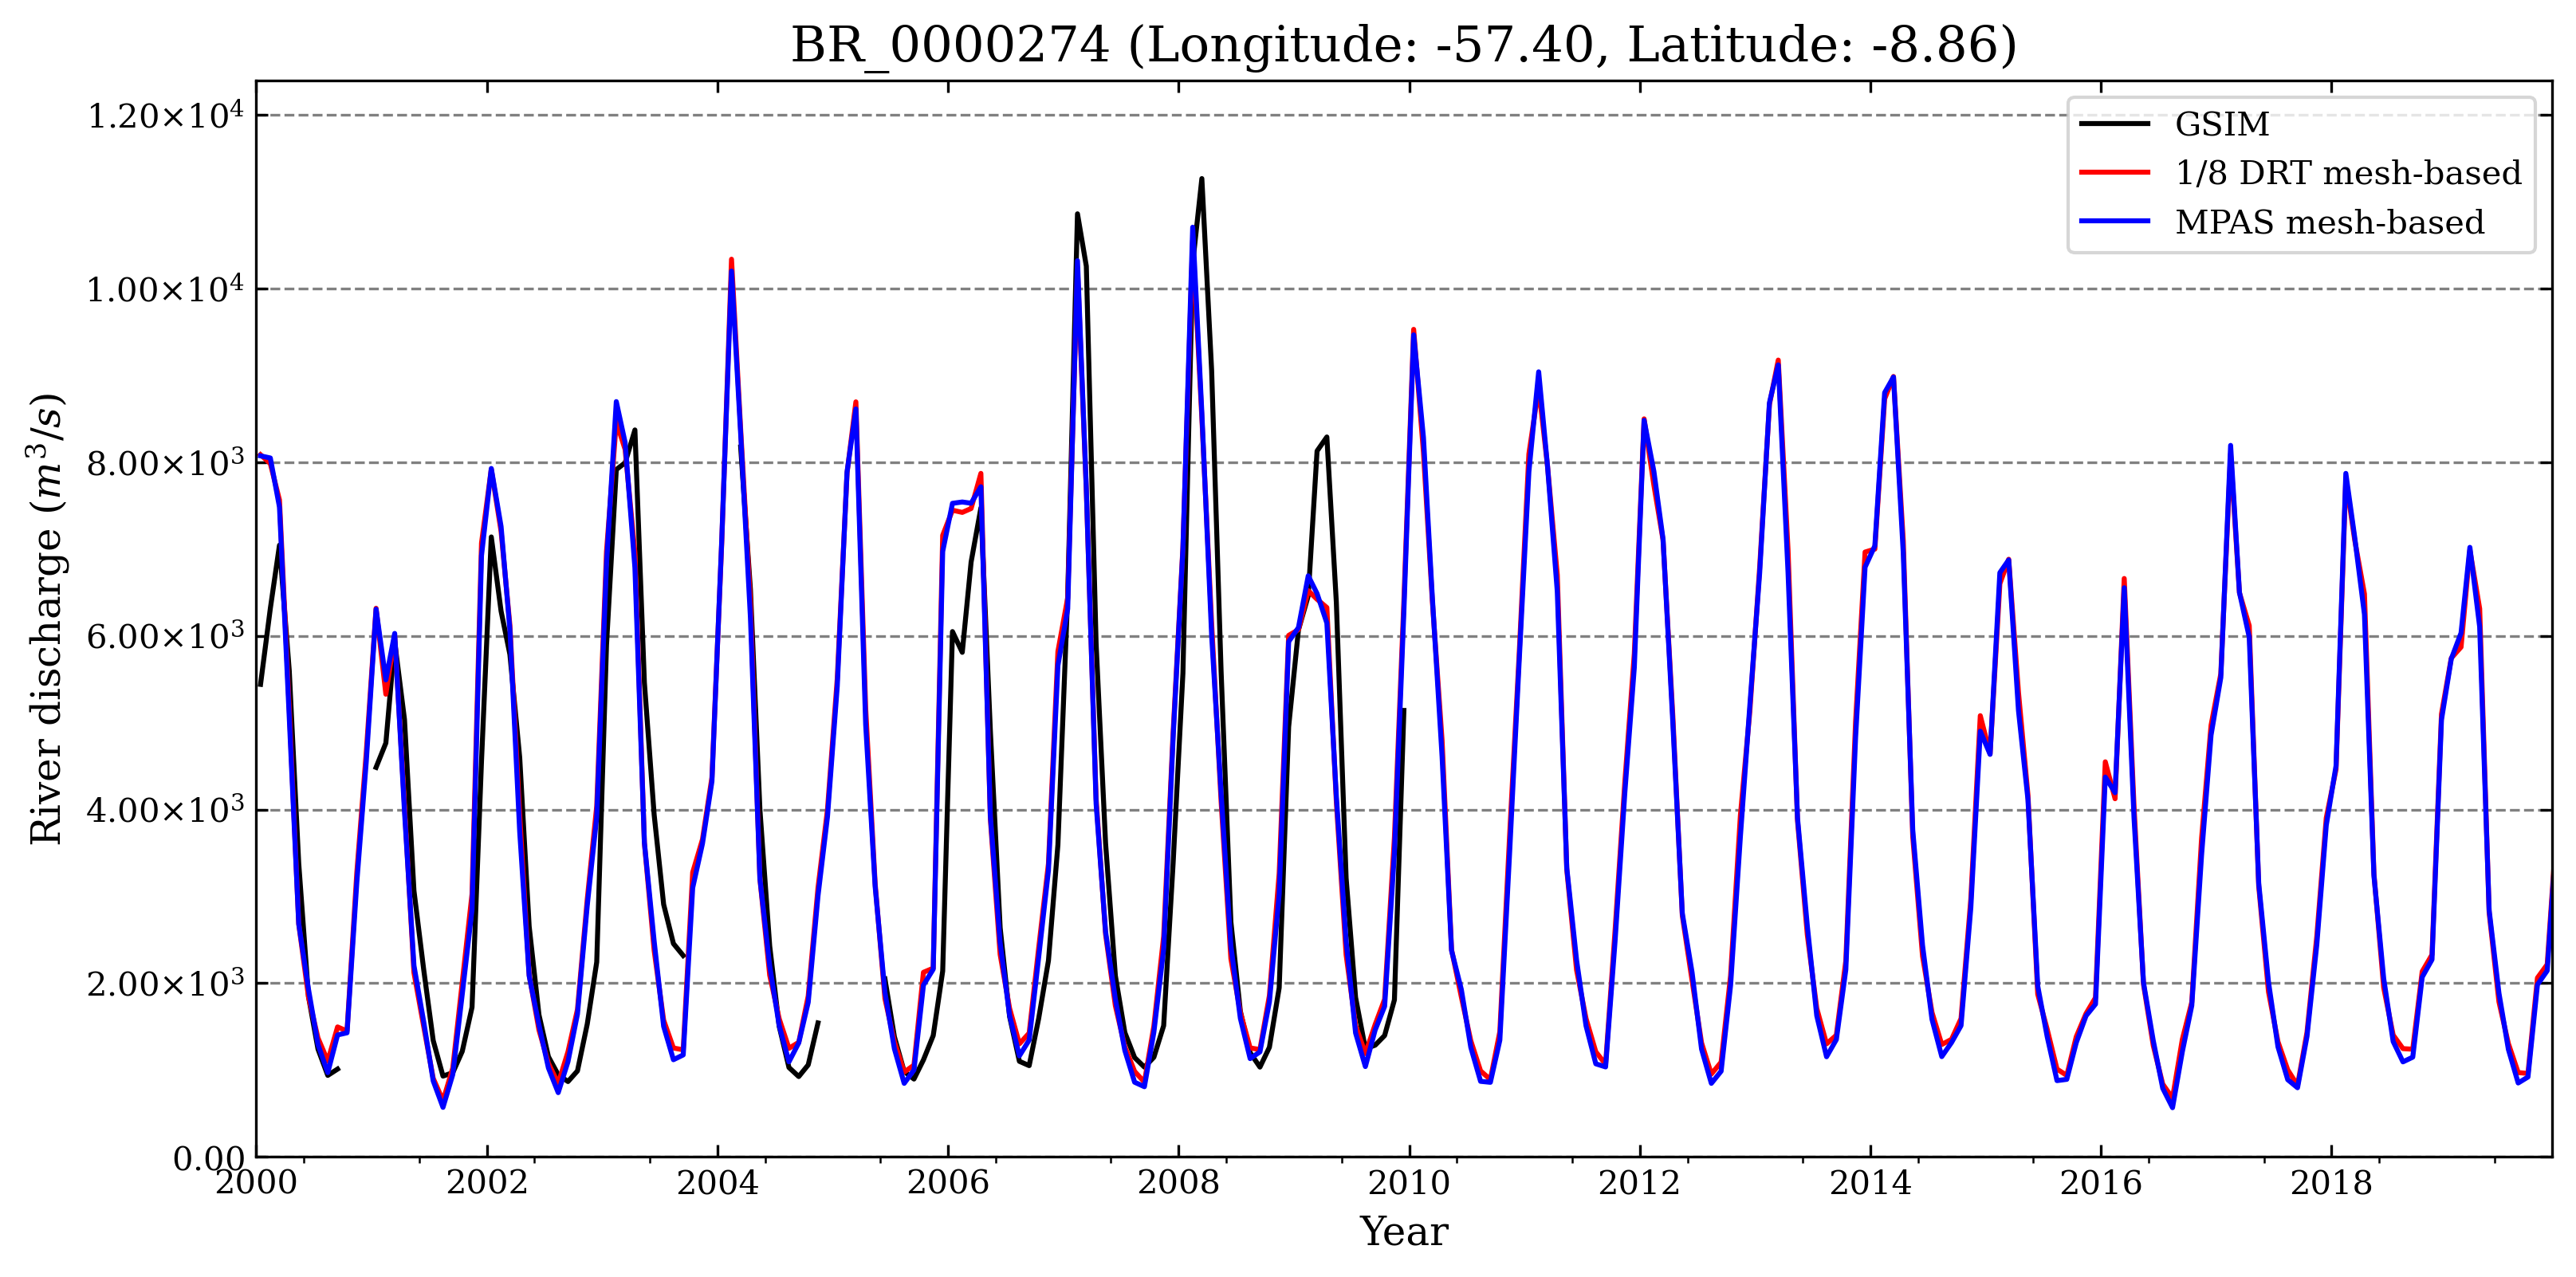 BR_0000274 (Longitude: -57.40, Latitude: -8.86)
1.20×10⁴
1.00×10⁴
8.00×10³
6.00×10³
4.00×10³
2.00×10³
0.00
River discharge (m³/s)
GSIM
1/8 DRT mesh-based
MPAS mesh-based
2000 2002 2004 2006 2008 2010 2012 2014 2016 2018
Year